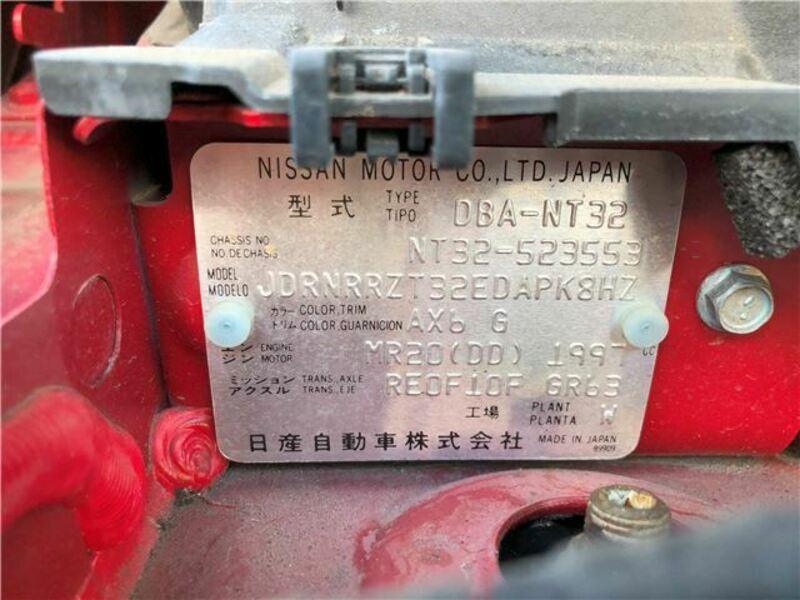 NISSAN MOTOR CO.,LTD. JAPAN
型式 TYPE TIPO DBA-NT32
CHASSIS NO NO. DE CHASIS NT32-523553
MODEL MODELO JDRNRRZT32EDAPK8HZ
カラー COLOR, TRIM
トリム COLOR, GUARNICION AX6 G
エン ENGINE
ジン MOTOR MR20(DD) 1997 CC
ミッション TRANS. AXLE
アクスル TRANS. EJE RE0F10F GR63
工場 PLANT PLANTA W
日産自動車株式会社 MADE IN JAPAN
89909